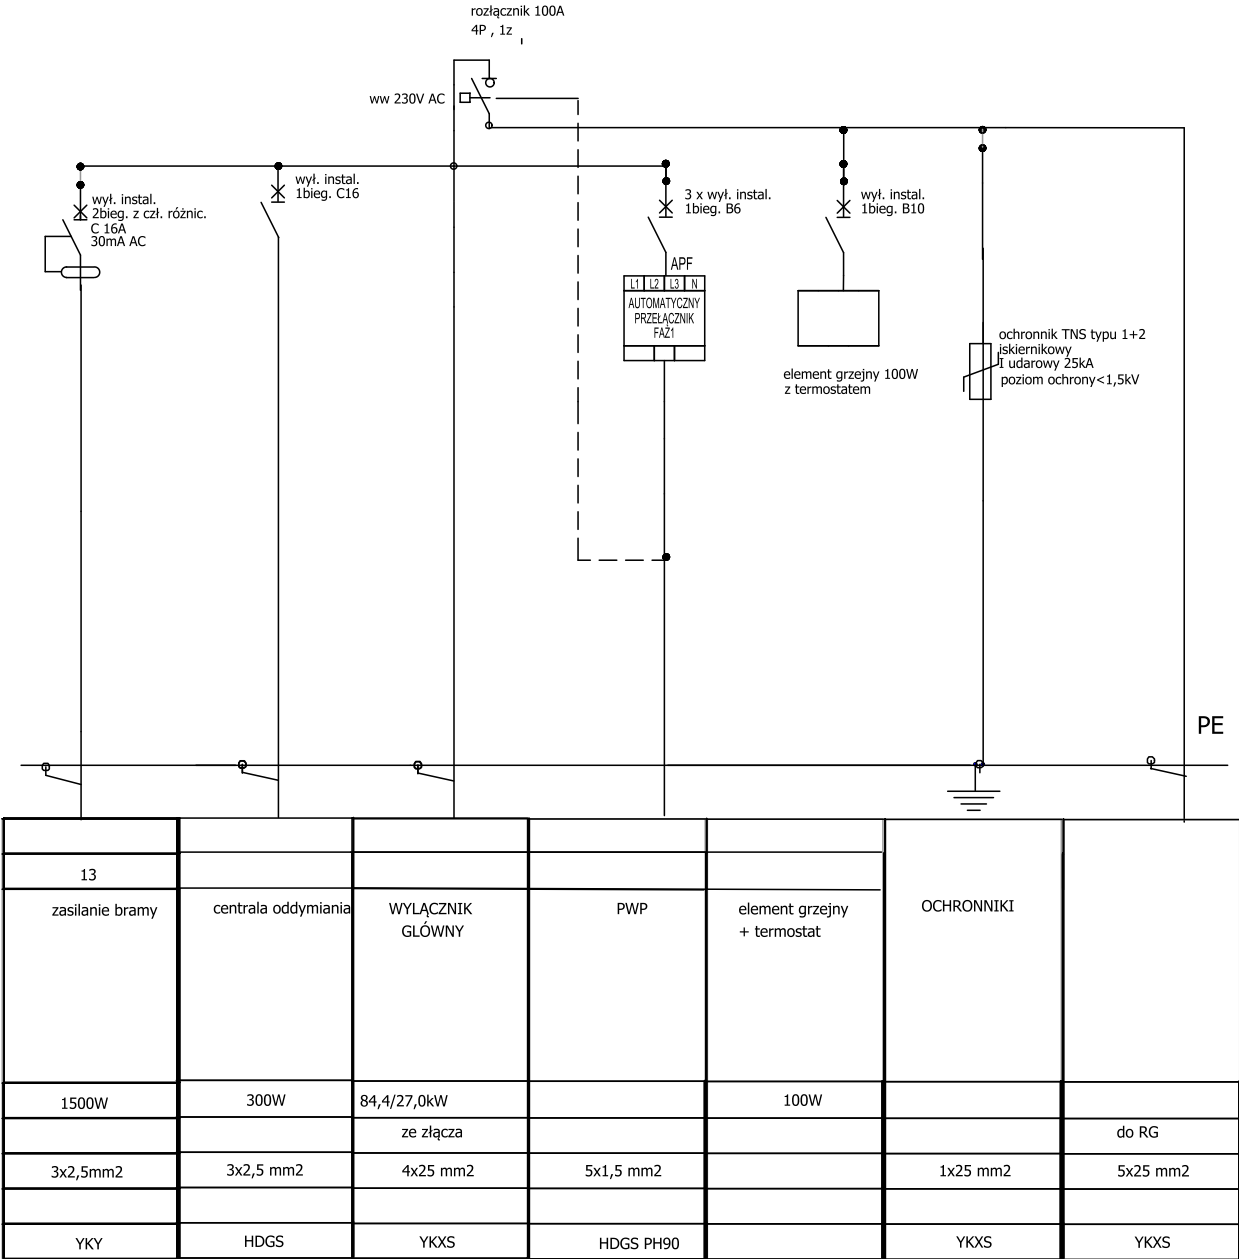 rozłącznik 100A
4P , 1z
ww 230V AC
wył. instal.
2bieg. z czł. różnic.
C 16A
30mA AC
wył. instal.
1bieg. C16
3 x wył. instal.
1bieg. B6
wył. instal.
1bieg. B10
APF
L1 L2 L3 N
AUTOMATYCZNY
PRZEŁĄCZNIK
FAZ1
element grzejny 100W
z termostatem
ochronnik TNS typu 1+2
iskiernikowy
I udarowy 25kA
poziom ochrony<1,5kV
PE
13
zasilanie bramy
centrala oddymiania
WYLĄCZNIK
GLÓWNY
PWP
element grzejny
+ termostat
OCHRONNIKI
1500W
300W
84,4/27,0kW
100W
ze złącza
do RG
3x2,5mm2
3x2,5 mm2
4x25 mm2
5x1,5 mm2
1x25 mm2
5x25 mm2
YKY
HDGS
YKXS
HDGS PH90
YKXS
YKXS